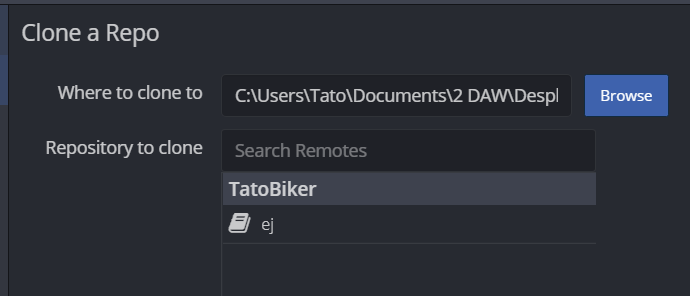 Clone a Repo
Where to clone to
C:\Users\Tato\Documents\2 DAW\Despl
Browse
Repository to clone
Search Remotes
TatoBiker
ej